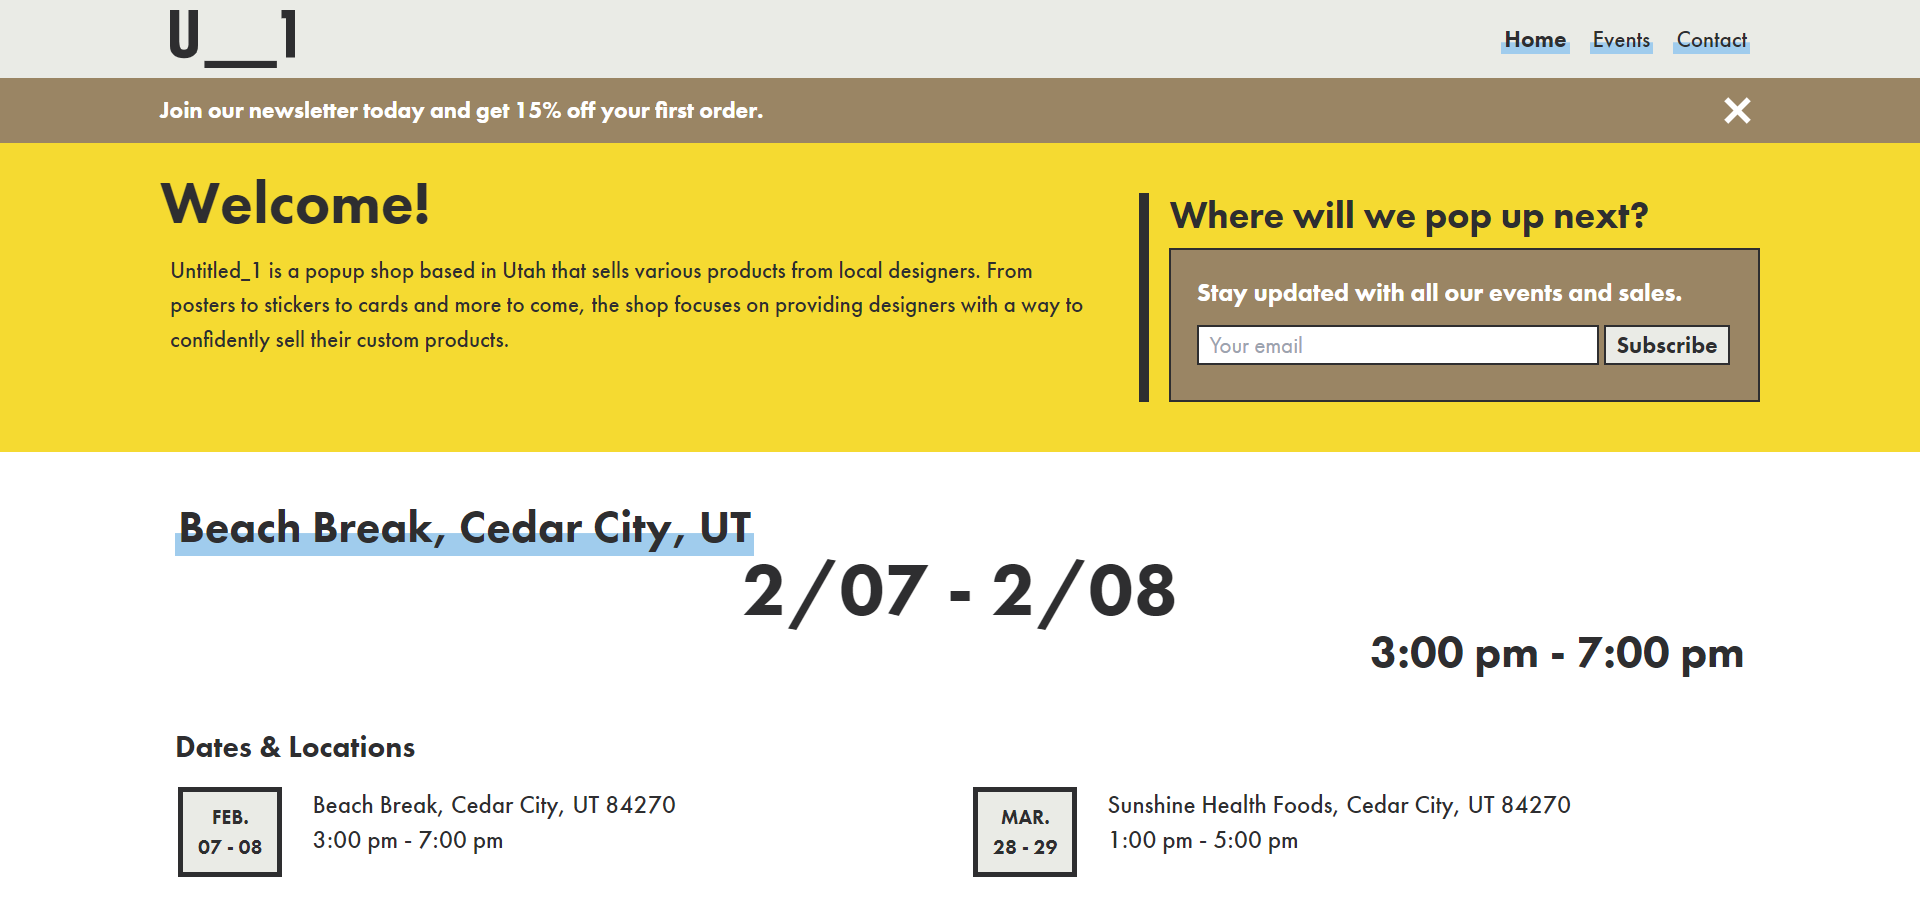 U__1
Home Events Contact
Join our newsletter today and get 15% off your first order.
Welcome!
Untitled_1 is a popup shop based in Utah that sells various products from local designers. From
posters to stickers to cards and more to come, the shop focuses on providing designers with a way to
confidently sell their custom products.
Where will we pop up next?
Stay updated with all our events and sales.
Your email Subscribe
Beach Break, Cedar City, UT
2/07 - 2/08
3:00 pm - 7:00 pm
Dates & Locations
FEB.
07 - 08
Beach Break, Cedar City, UT 84270
3:00 pm - 7:00 pm
MAR.
28 - 29
Sunshine Health Foods, Cedar City, UT 84270
1:00 pm - 5:00 pm